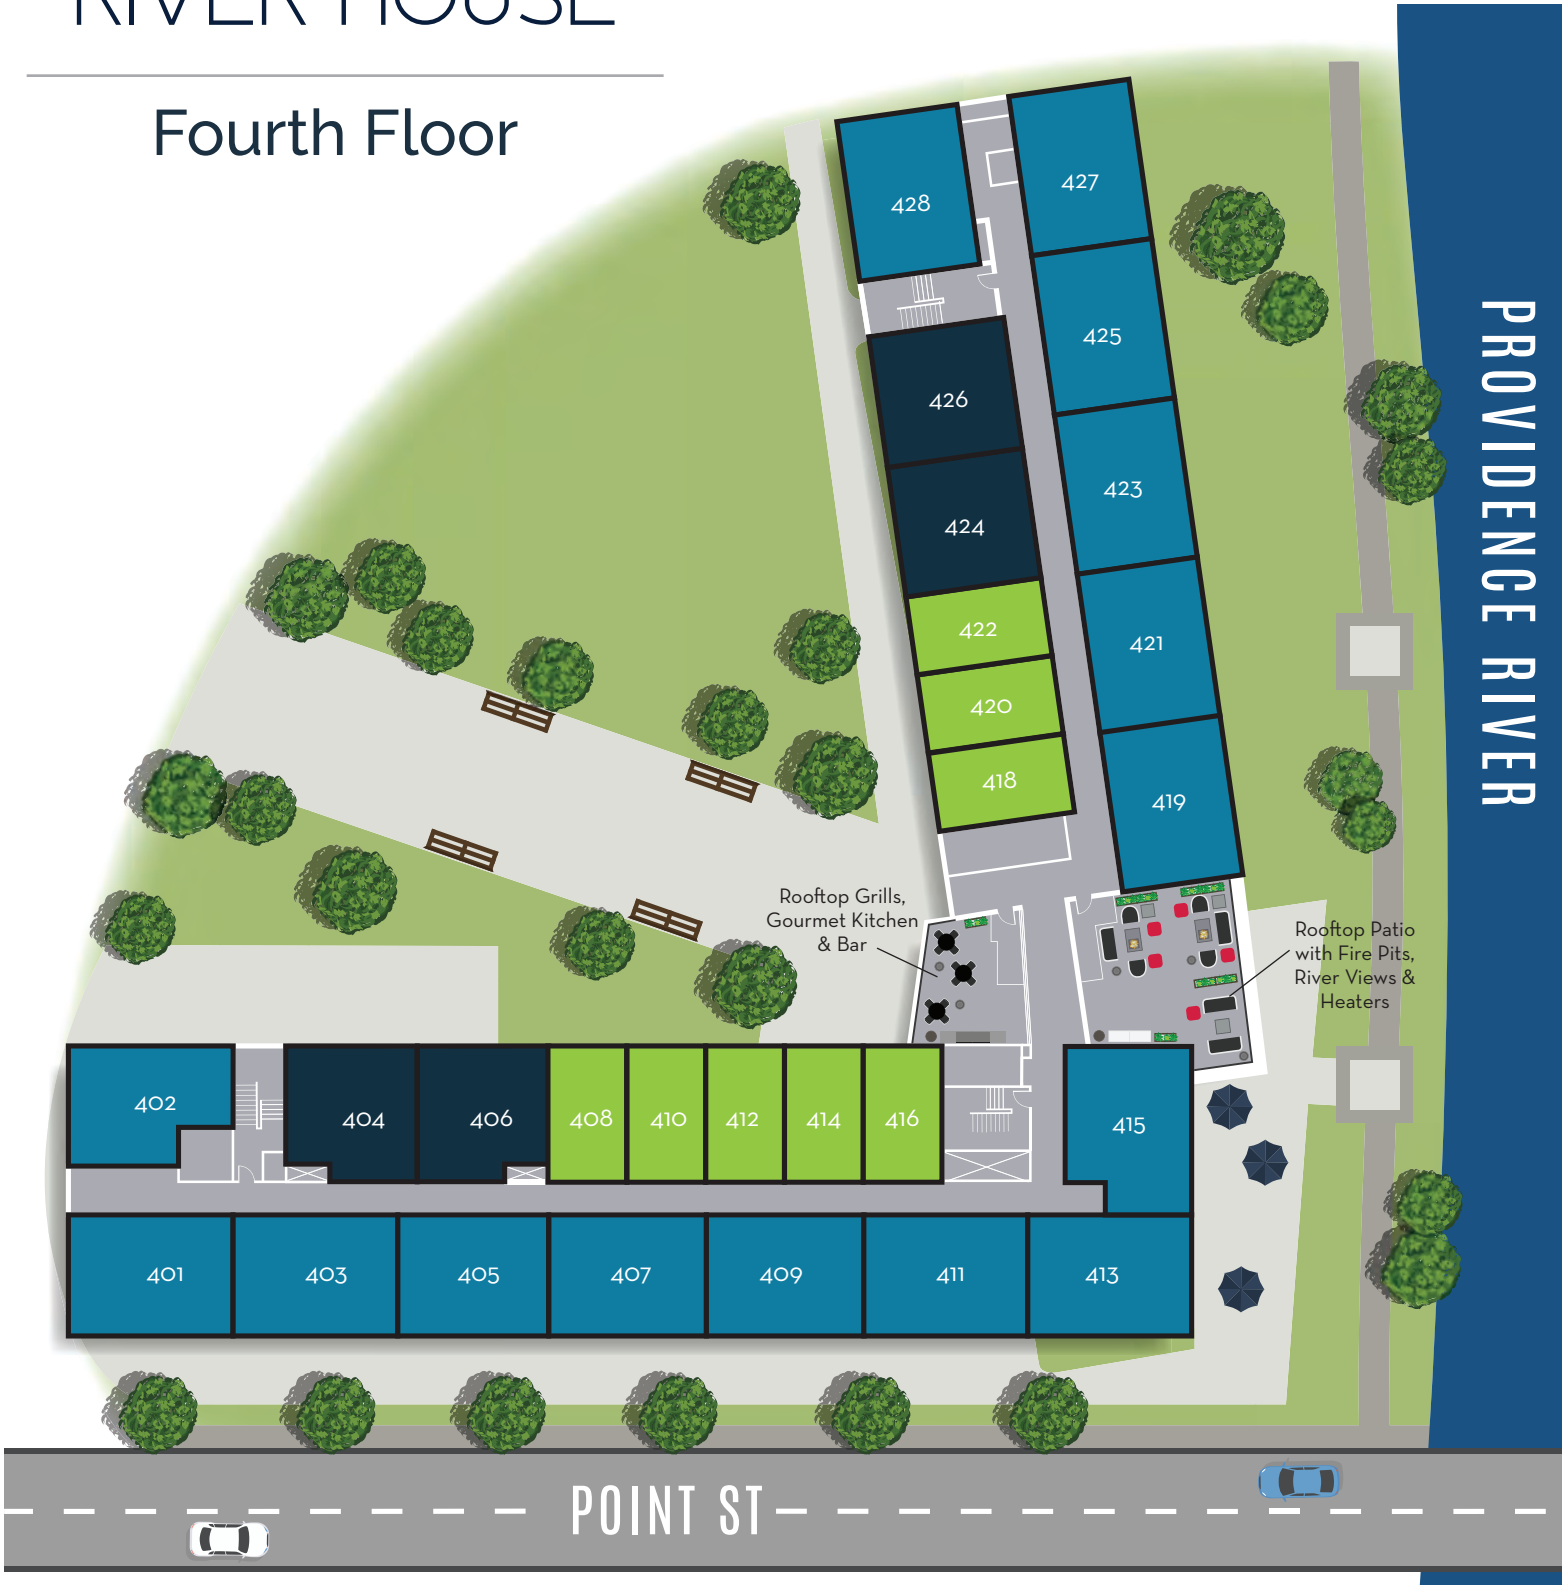 RIVER HOUSE
Fourth Floor
428
427
425
426
423
424
422
421
420
418
419
PROVIDENCE RIVER
Rooftop Grills,
Gourmet Kitchen
& Bar
Rooftop Patio
with Fire Pits,
River Views &
Heaters
402
404
406
408
410
412
414
416
415
401
403
405
407
409
411
413
POINT ST